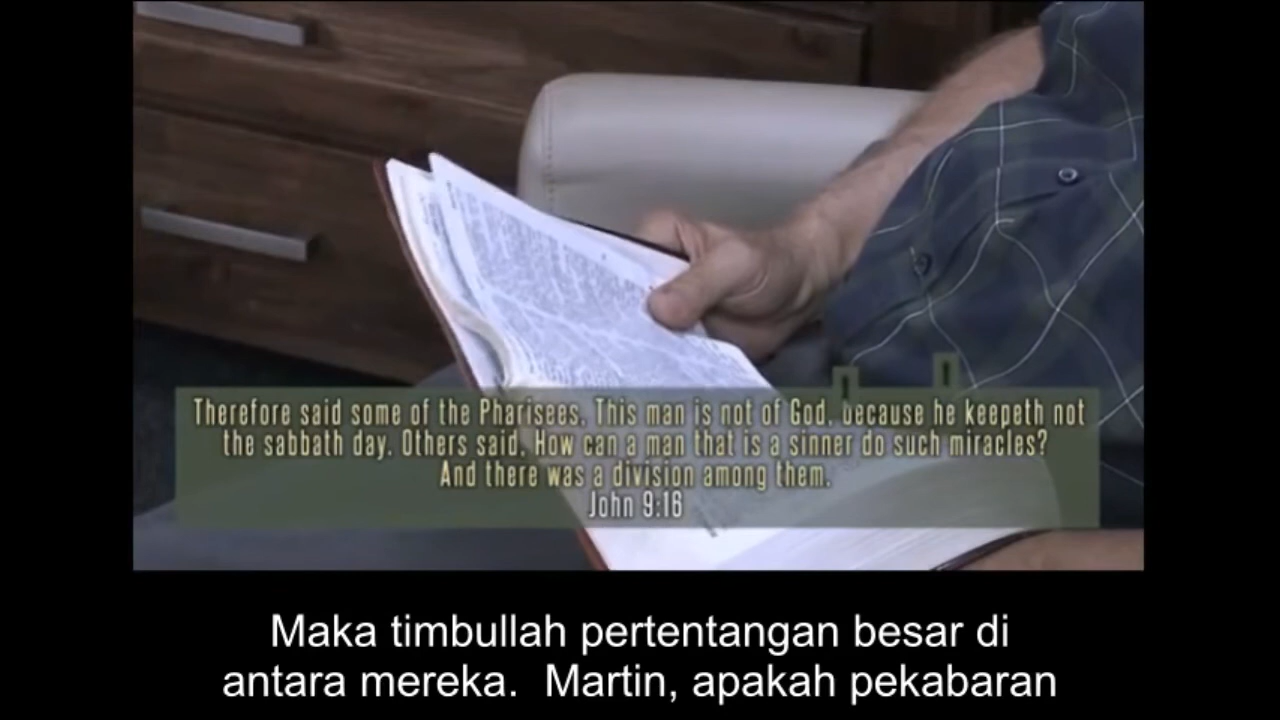 Therefore said some of the Pharisees, This man is not of God, because he keepeth not
the sabbath day. Others said, How can a man that is a sinner do such miracles?
And there was a division among them.
John 9:16
Maka timbullah pertentangan besar di
antara mereka.  Martin, apakah pekabaran